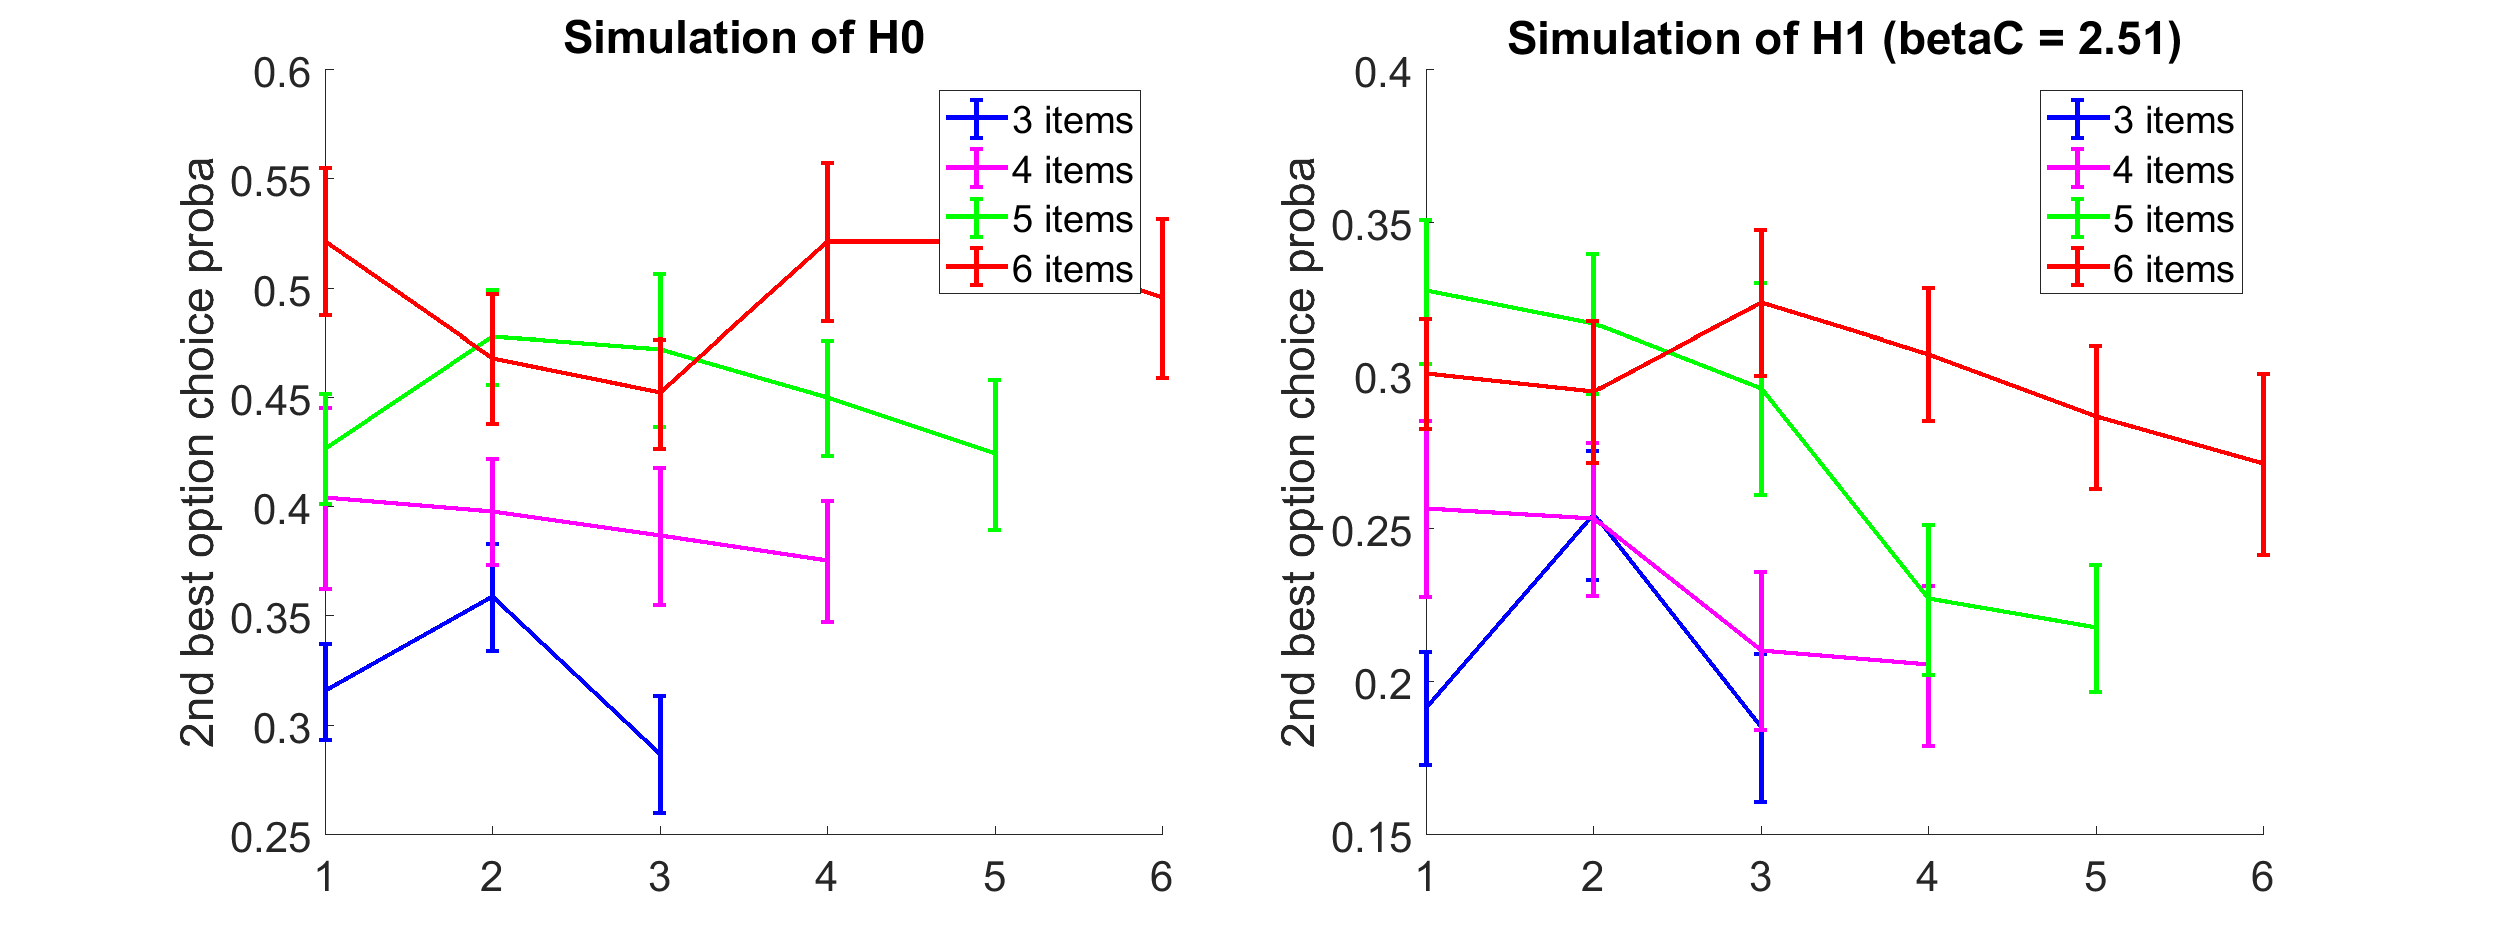 Simulation of H0
2nd best option choice proba
0.6
0.55
0.5
0.45
0.4
0.35
0.3
0.25
1 2 3 4 5 6
3 items
4 items
5 items
6 items
Simulation of H1 (betaC = 2.51)
2nd best option choice proba
0.4
0.35
0.3
0.25
0.2
0.15
1 2 3 4 5 6
3 items
4 items
5 items
6 items